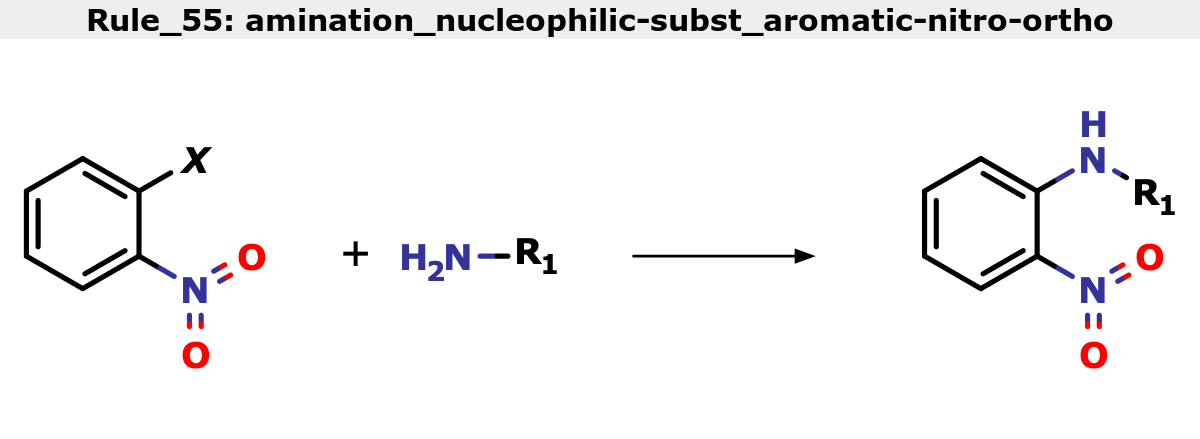 Rule_55: amination_nucleophilic-subst_aromatic-nitro-ortho
X
N
O
O
+
H2N
R1
H
N
R1
N
O
O